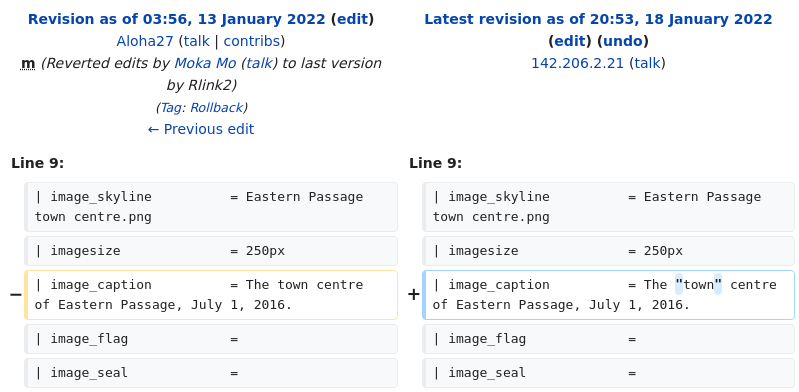 Revision as of 03:56, 13 January 2022 (edit)
Aloha27 (talk | contribs)
m (Reverted edits by Moka Mo (talk) to last version
by Rlink2)
(Tag: Rollback)
← Previous edit
Latest revision as of 20:53, 18 January 2022
(edit) (undo)
142.206.2.21 (talk)
Line 9:
| image_skyline          = Eastern Passage
town centre.png
| imagesize              = 250px
− | image_caption          = The town centre
of Eastern Passage, July 1, 2016.
| image_flag             =
| image_seal             =
Line 9:
| image_skyline          = Eastern Passage
town centre.png
| imagesize              = 250px
+ | image_caption          = The "town" centre
of Eastern Passage, July 1, 2016.
| image_flag             =
| image_seal             =